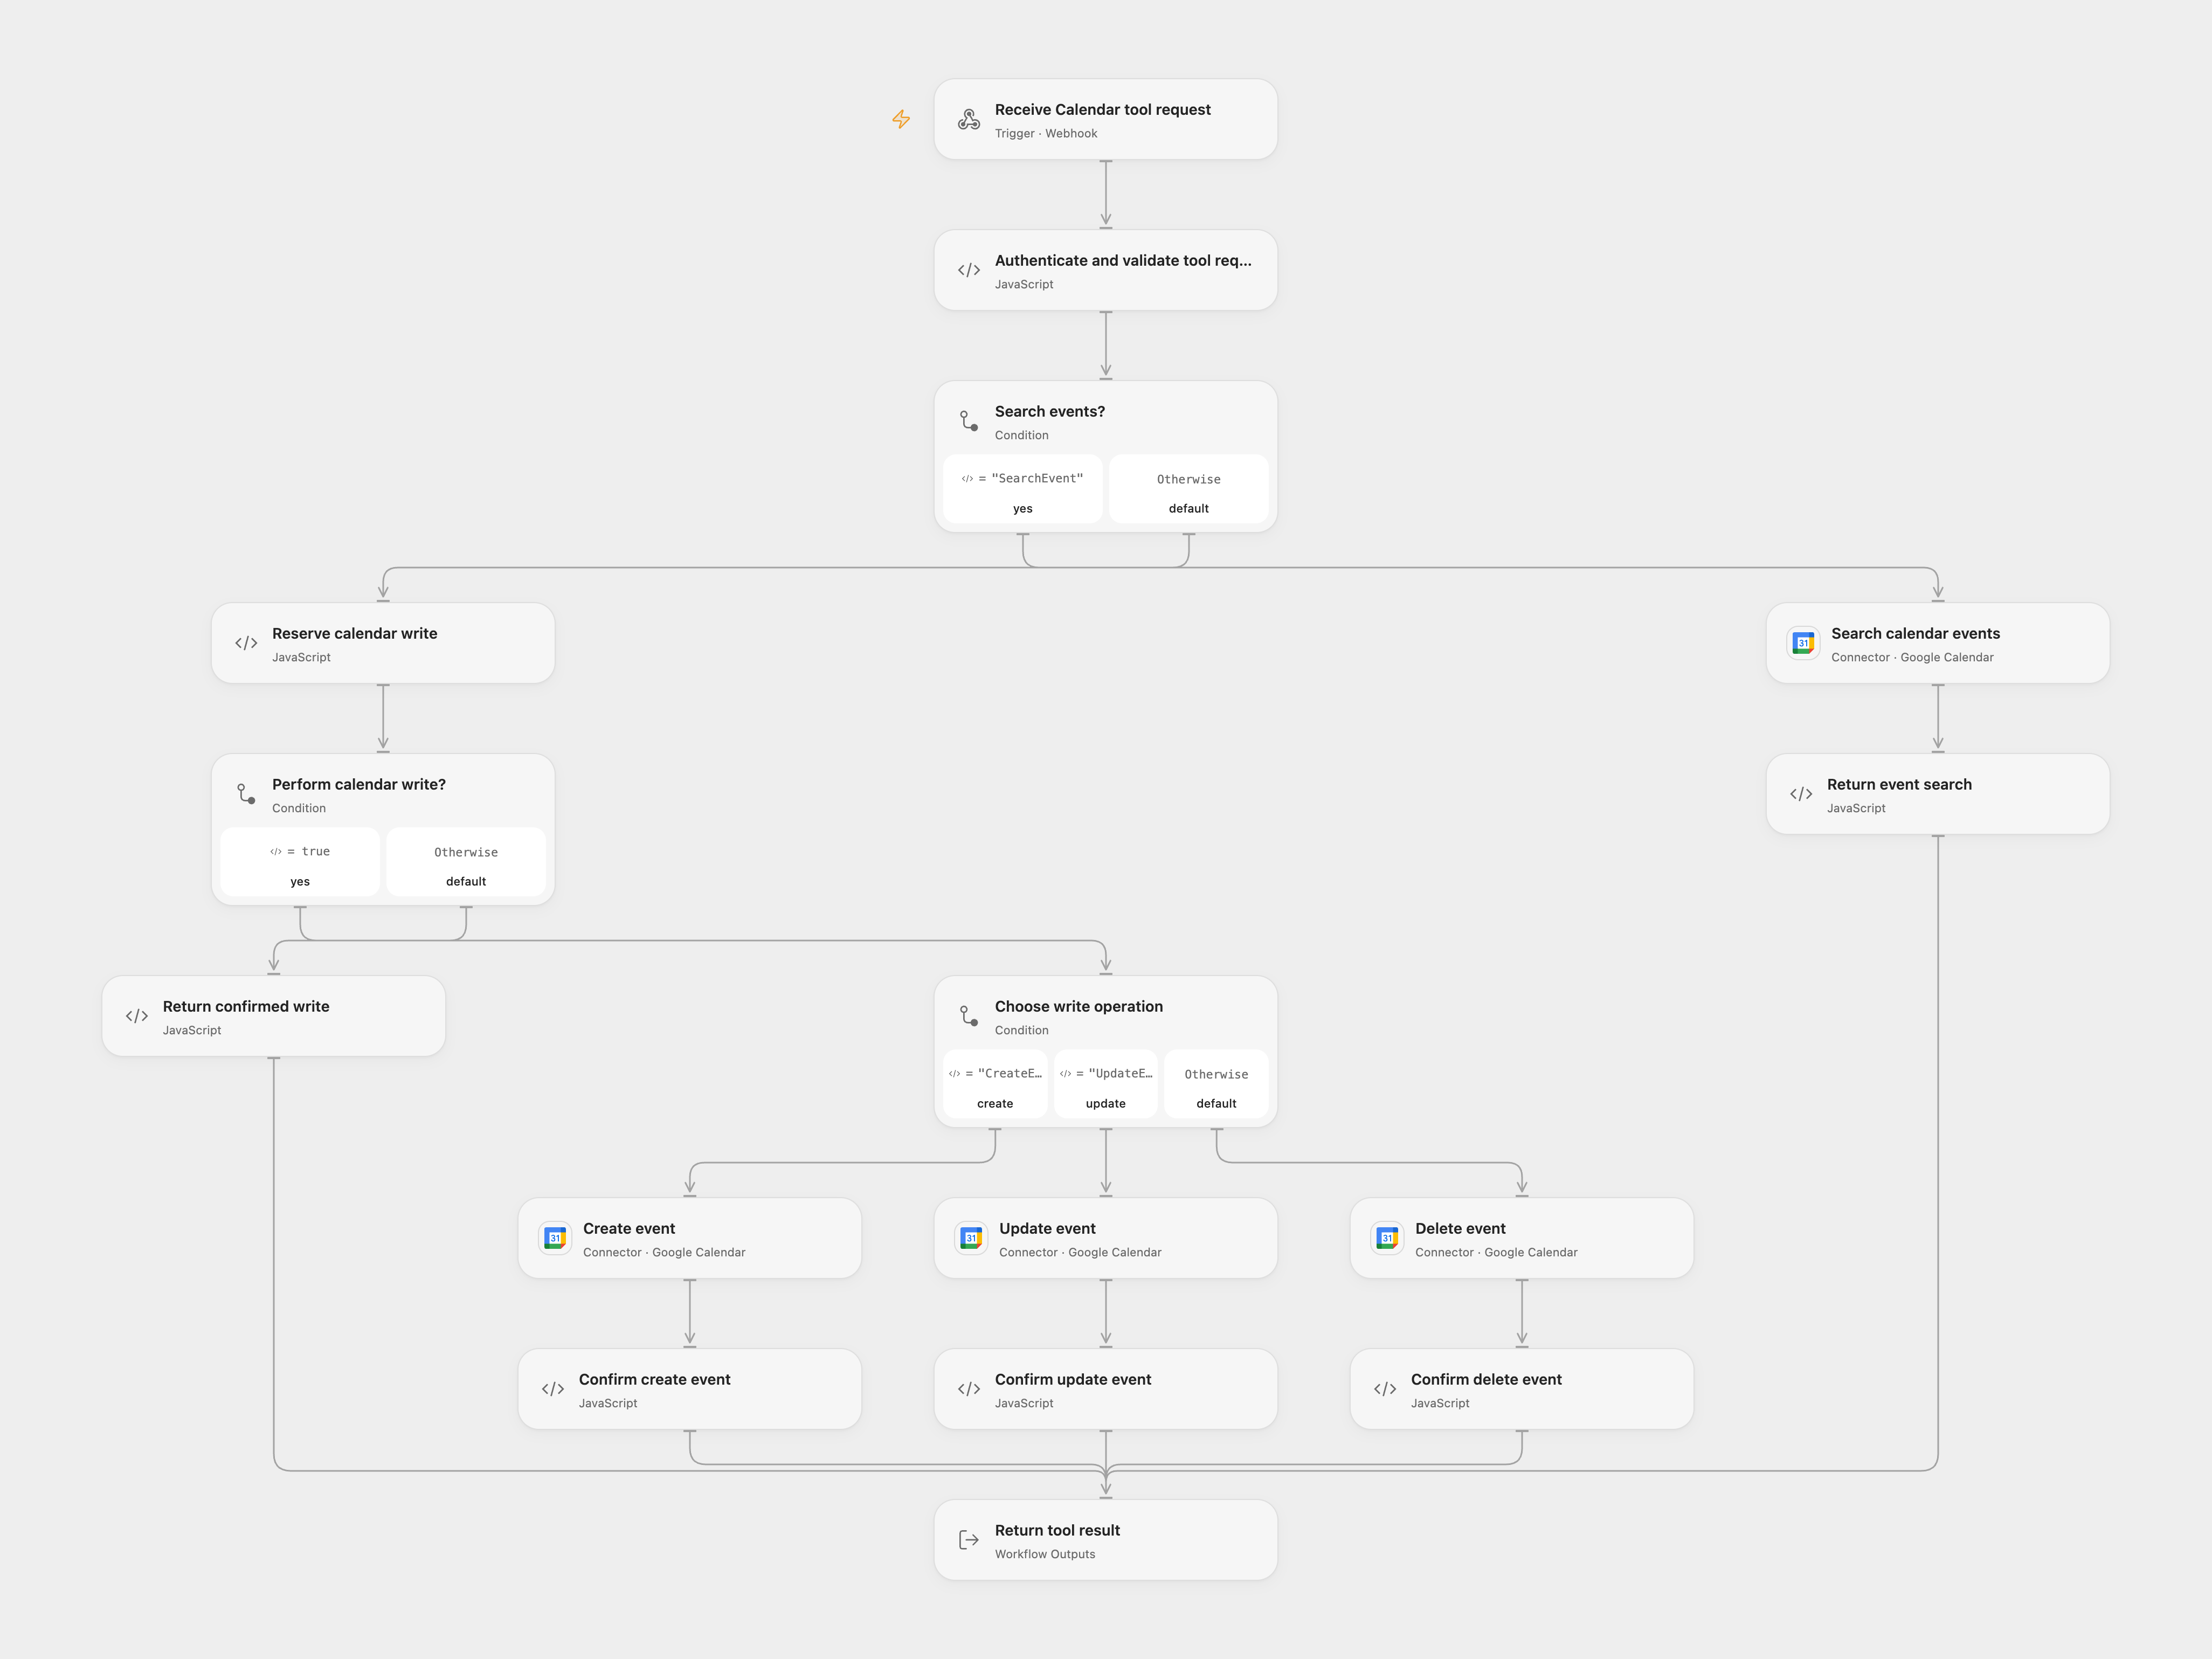 Receive Calendar tool request
Trigger · Webhook
Authenticate and validate tool req...
JavaScript
Search events?
Condition
</> = "SearchEvent"
Otherwise
yes
default
Reserve calendar write
JavaScript
31
Search calendar events
Connector · Google Calendar
Perform calendar write?
Condition
</> = true
Otherwise
yes
default
Return event search
JavaScript
Return confirmed write
JavaScript
Choose write operation
Condition
</> = "CreateE…
</> = "UpdateE…
Otherwise
create
update
default
31
Create event
Connector · Google Calendar
31
Update event
Connector · Google Calendar
31
Delete event
Connector · Google Calendar
Confirm create event
JavaScript
Confirm update event
JavaScript
Confirm delete event
JavaScript
Return tool result
Workflow Outputs